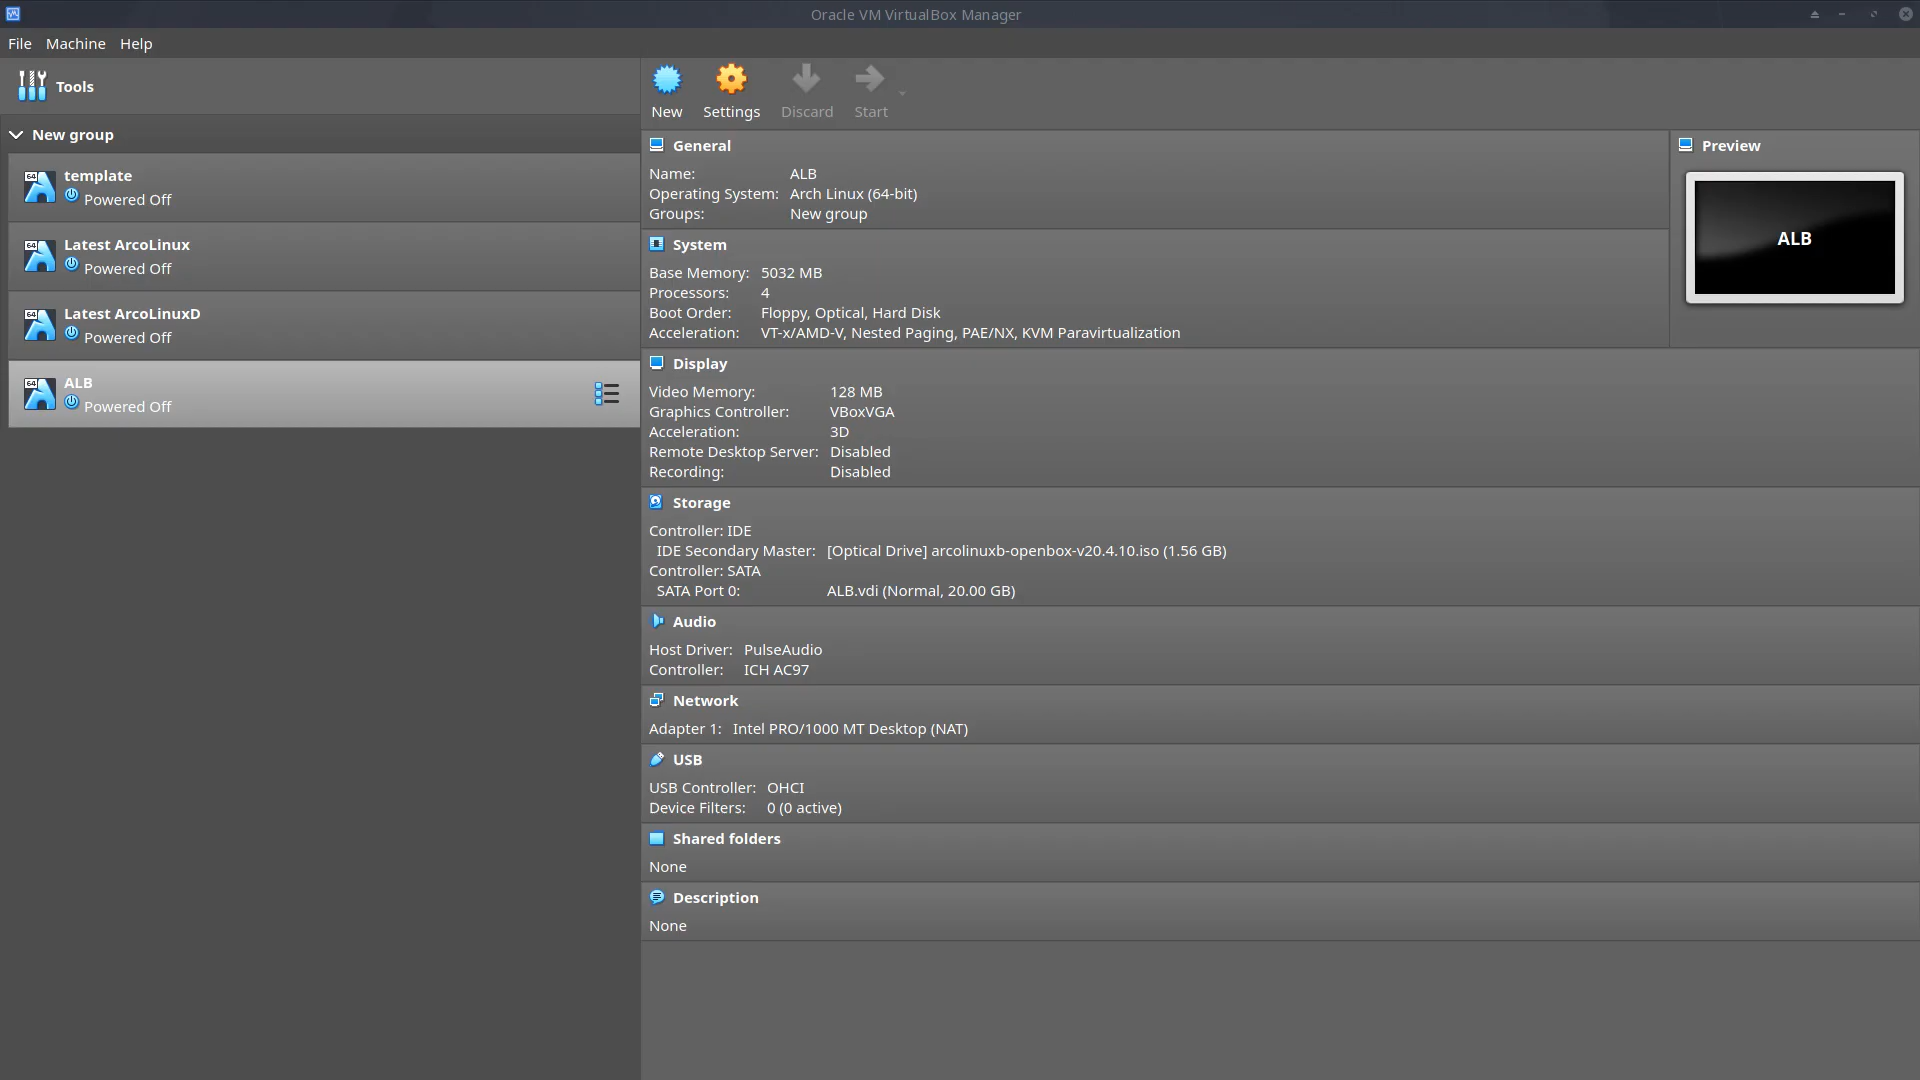 Oracle VM VirtualBox Manager
File Machine Help
Tools
New Settings Discard Start
New group
64 template
Powered Off
64 Latest ArcoLinux
Powered Off
64 Latest ArcoLinuxD
Powered Off
64 ALB
Powered Off
General
Name: ALB
Operating System: Arch Linux (64-bit)
Groups: New group
System
Base Memory: 5032 MB
Processors: 4
Boot Order: Floppy, Optical, Hard Disk
Acceleration: VT-x/AMD-V, Nested Paging, PAE/NX, KVM Paravirtualization
Preview
ALB
Display
Video Memory: 128 MB
Graphics Controller: VBoxVGA
Acceleration: 3D
Remote Desktop Server: Disabled
Recording: Disabled
Storage
Controller: IDE
IDE Secondary Master: [Optical Drive] arcolinuxb-openbox-v20.4.10.iso (1.56 GB)
Controller: SATA
SATA Port 0: ALB.vdi (Normal, 20.00 GB)
Audio
Host Driver: PulseAudio
Controller: ICH AC97
Network
Adapter 1: Intel PRO/1000 MT Desktop (NAT)
USB
USB Controller: OHCI
Device Filters: 0 (0 active)
Shared folders
None
Description
None